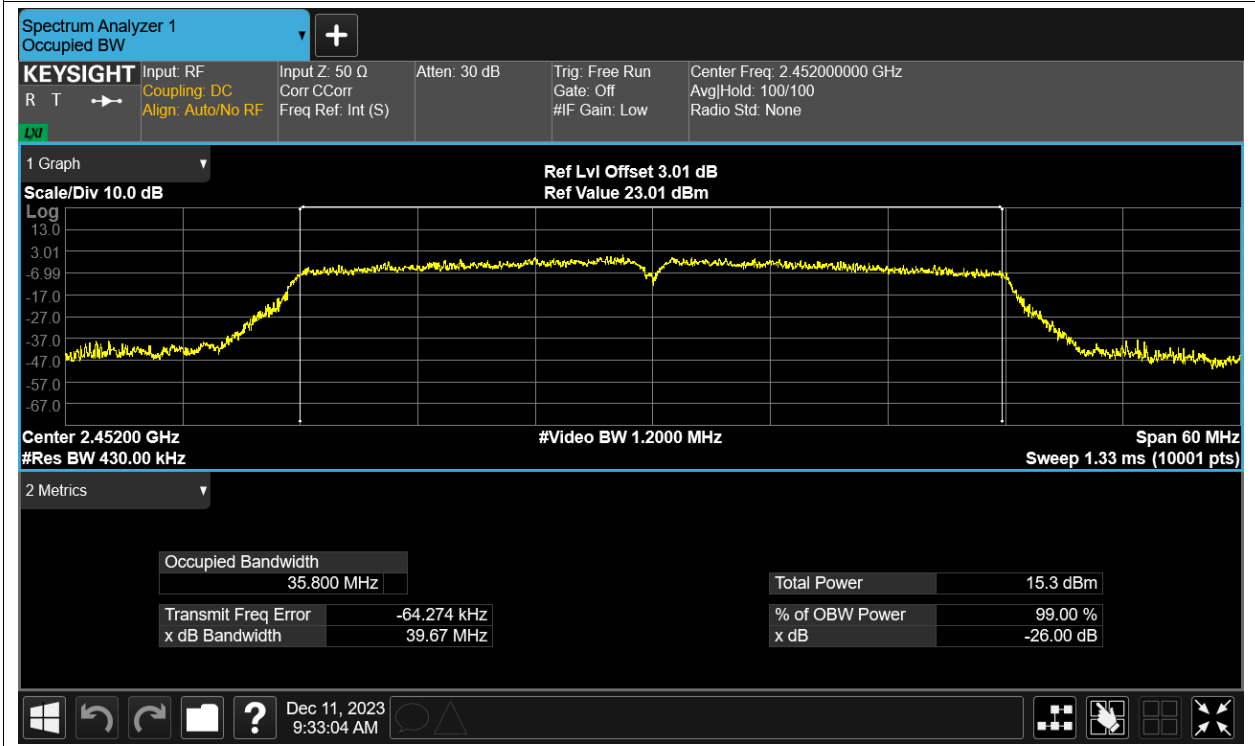 Spectrum Analyzer 1
Occupied BW
KEYSIGHT
R T
LXI
Input: RF
Coupling: DC
Align: Auto/No RF
Input Z: 50 Ω
Corr CCorr
Freq Ref: Int (S)
Atten: 30 dB
Trig: Free Run
Gate: Off
#IF Gain: Low
Center Freq: 2.452000000 GHz
Avg|Hold: 100/100
Radio Std: None
1 Graph
Scale/Div 10.0 dB
Ref Lvl Offset 3.01 dB
Ref Value 23.01 dBm
Log
13.0
3.01
-6.99
-17.0
-27.0
-37.0
-47.0
-57.0
-67.0
Center 2.45200 GHz
#Video BW 1.2000 MHz
Span 60 MHz
#Res BW 430.00 kHz
Sweep 1.33 ms (10001 pts)
2 Metrics
Occupied Bandwidth
35.800 MHz
Total Power 15.3 dBm
Transmit Freq Error -64.274 kHz
% of OBW Power 99.00 %
x dB Bandwidth 39.67 MHz
x dB -26.00 dB
?
Dec 11, 2023
9:33:04 AM